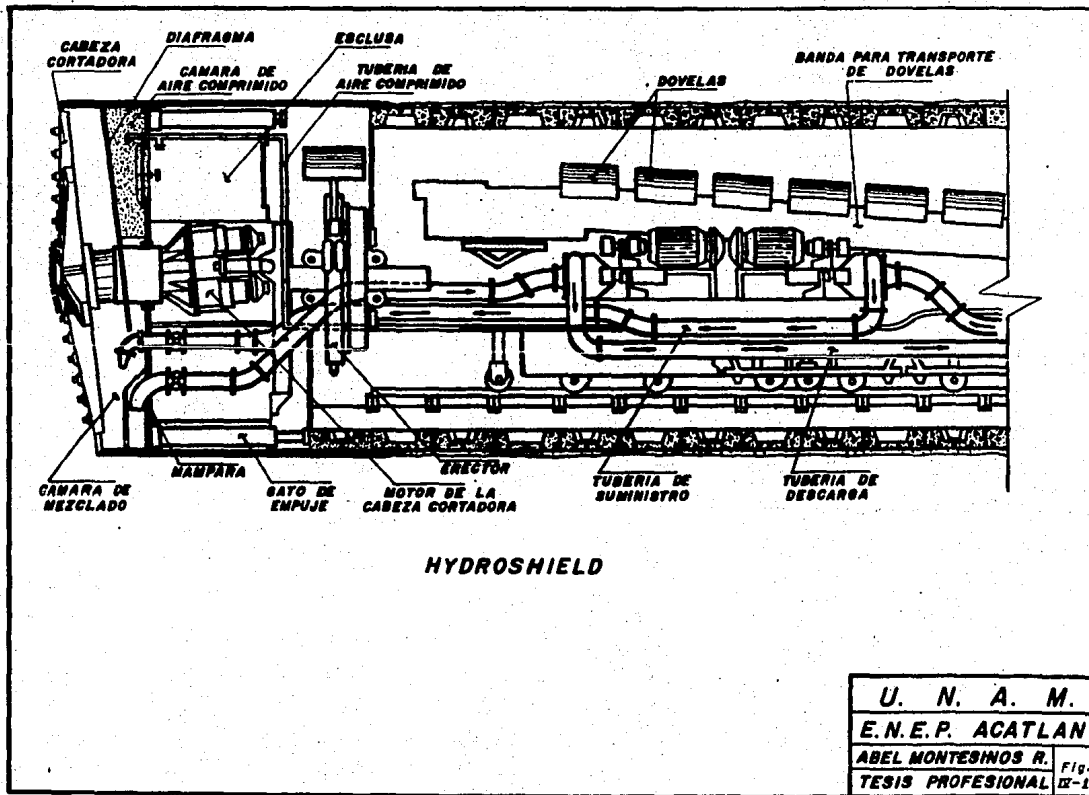 CABEZA
CORTADORA
DIAFRAGMA
CAMARA DE
AIRE COMPRIMIDO
ESCLUSA
TUBERIA DE
AIRE COMPRIMIDO
DOVELAS
BANDA PARA TRANSPORTE
DE DOVELAS
CAMARA DE
MEZCLADO
MAMPARA
GATO DE
EMPUJE
MOTOR DE LA
CABEZA CORTADORA
ERECTOR
TUBERIA DE
SUMINISTRO
TUBERIA DE
DESCARGA
HYDROSHIELD
U. N. A. M.
E.N.E.P. ACATLAN
ABEL MONTESINOS R.
TESIS PROFESIONAL
Fig.
IV-1